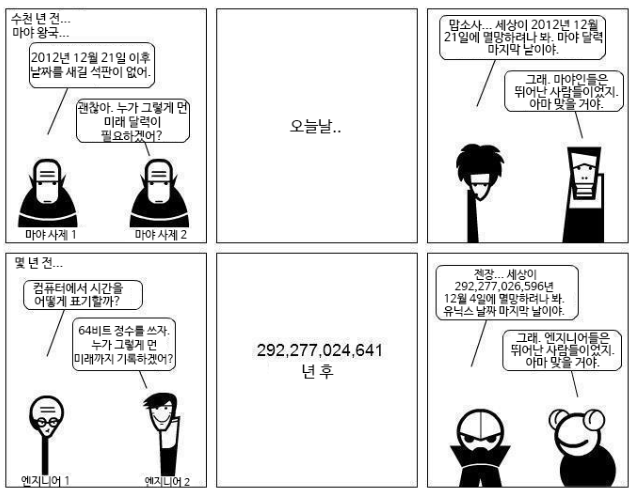 수천 년 전...
마야 왕국...
2012년 12월 21일 이후
날짜를 새길 석판이 없어.
괜찮아. 누가 그렇게 먼
미래 달력이
필요하겠어?
마야 사제 1
마야 사제 2
오늘날..
맙소사... 세상이 2012년 12월
21일에 멸망하려나 봐. 마야 달력
마지막 날이야.
그래. 마야인들은
뛰어난 사람들이었지.
아마 맞을 거야.
몇 년 전...
컴퓨터에서 시간을
어떻게 표기할까?
64비트 정수를 쓰자.
누가 그렇게 먼
미래까지 기록하겠어?
엔지니어 1
엔지니어 2
292,277,024,641
년 후
젠장... 세상이
292,277,026,596년
12월 4일에 멸망하려나 봐.
유닉스 날짜 마지막 날이야.
그래. 엔지니어들은
뛰어난 사람들이었지.
아마 맞을 거야.